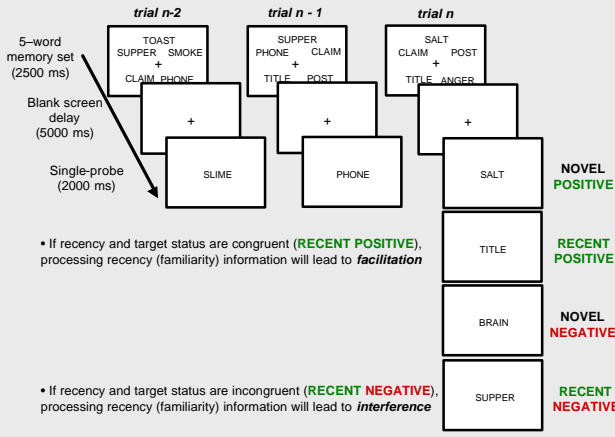 trial n-2
trial n - 1
trial n
5–word
memory set
(2500 ms)
TOAST
SUPPER SMOKE
+
CLAIM PHONE
SUPPER
PHONE CLAIM
+
TITLE POST
SALT
CLAIM POST
+
TITLE ANGER
Blank screen
delay
(5000 ms)
+
+
+
Single-probe
(2000 ms)
SLIME
PHONE
SALT
NOVEL
POSITIVE
• If recency and target status are congruent (RECENT POSITIVE),
processing recency (familiarity) information will lead to facilitation
TITLE
RECENT
POSITIVE
BRAIN
NOVEL
NEGATIVE
• If recency and target status are incongruent (RECENT NEGATIVE),
processing recency (familiarity) information will lead to interference
SUPPER
RECENT
NEGATIVE